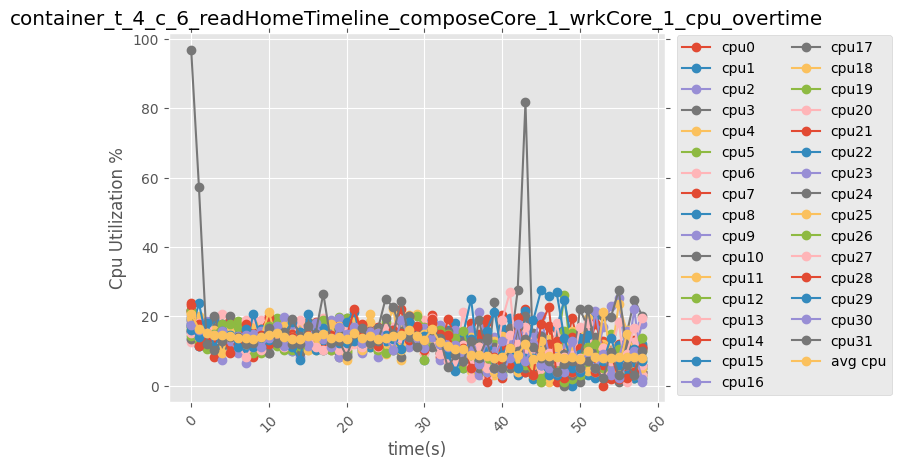 container_t_4_c_6_readHomeTimeline_composeCore_1_wrkCore_1_cpu_overtime
100
80
60
40
20
0
Cpu Utilization %
0
10
20
30
40
50
60
time(s)
cpu0
cpu1
cpu2
cpu3
cpu4
cpu5
cpu6
cpu7
cpu8
cpu9
cpu10
cpu11
cpu12
cpu13
cpu14
cpu15
cpu16
cpu17
cpu18
cpu19
cpu20
cpu21
cpu22
cpu23
cpu24
cpu25
cpu26
cpu27
cpu28
cpu29
cpu30
cpu31
avg cpu